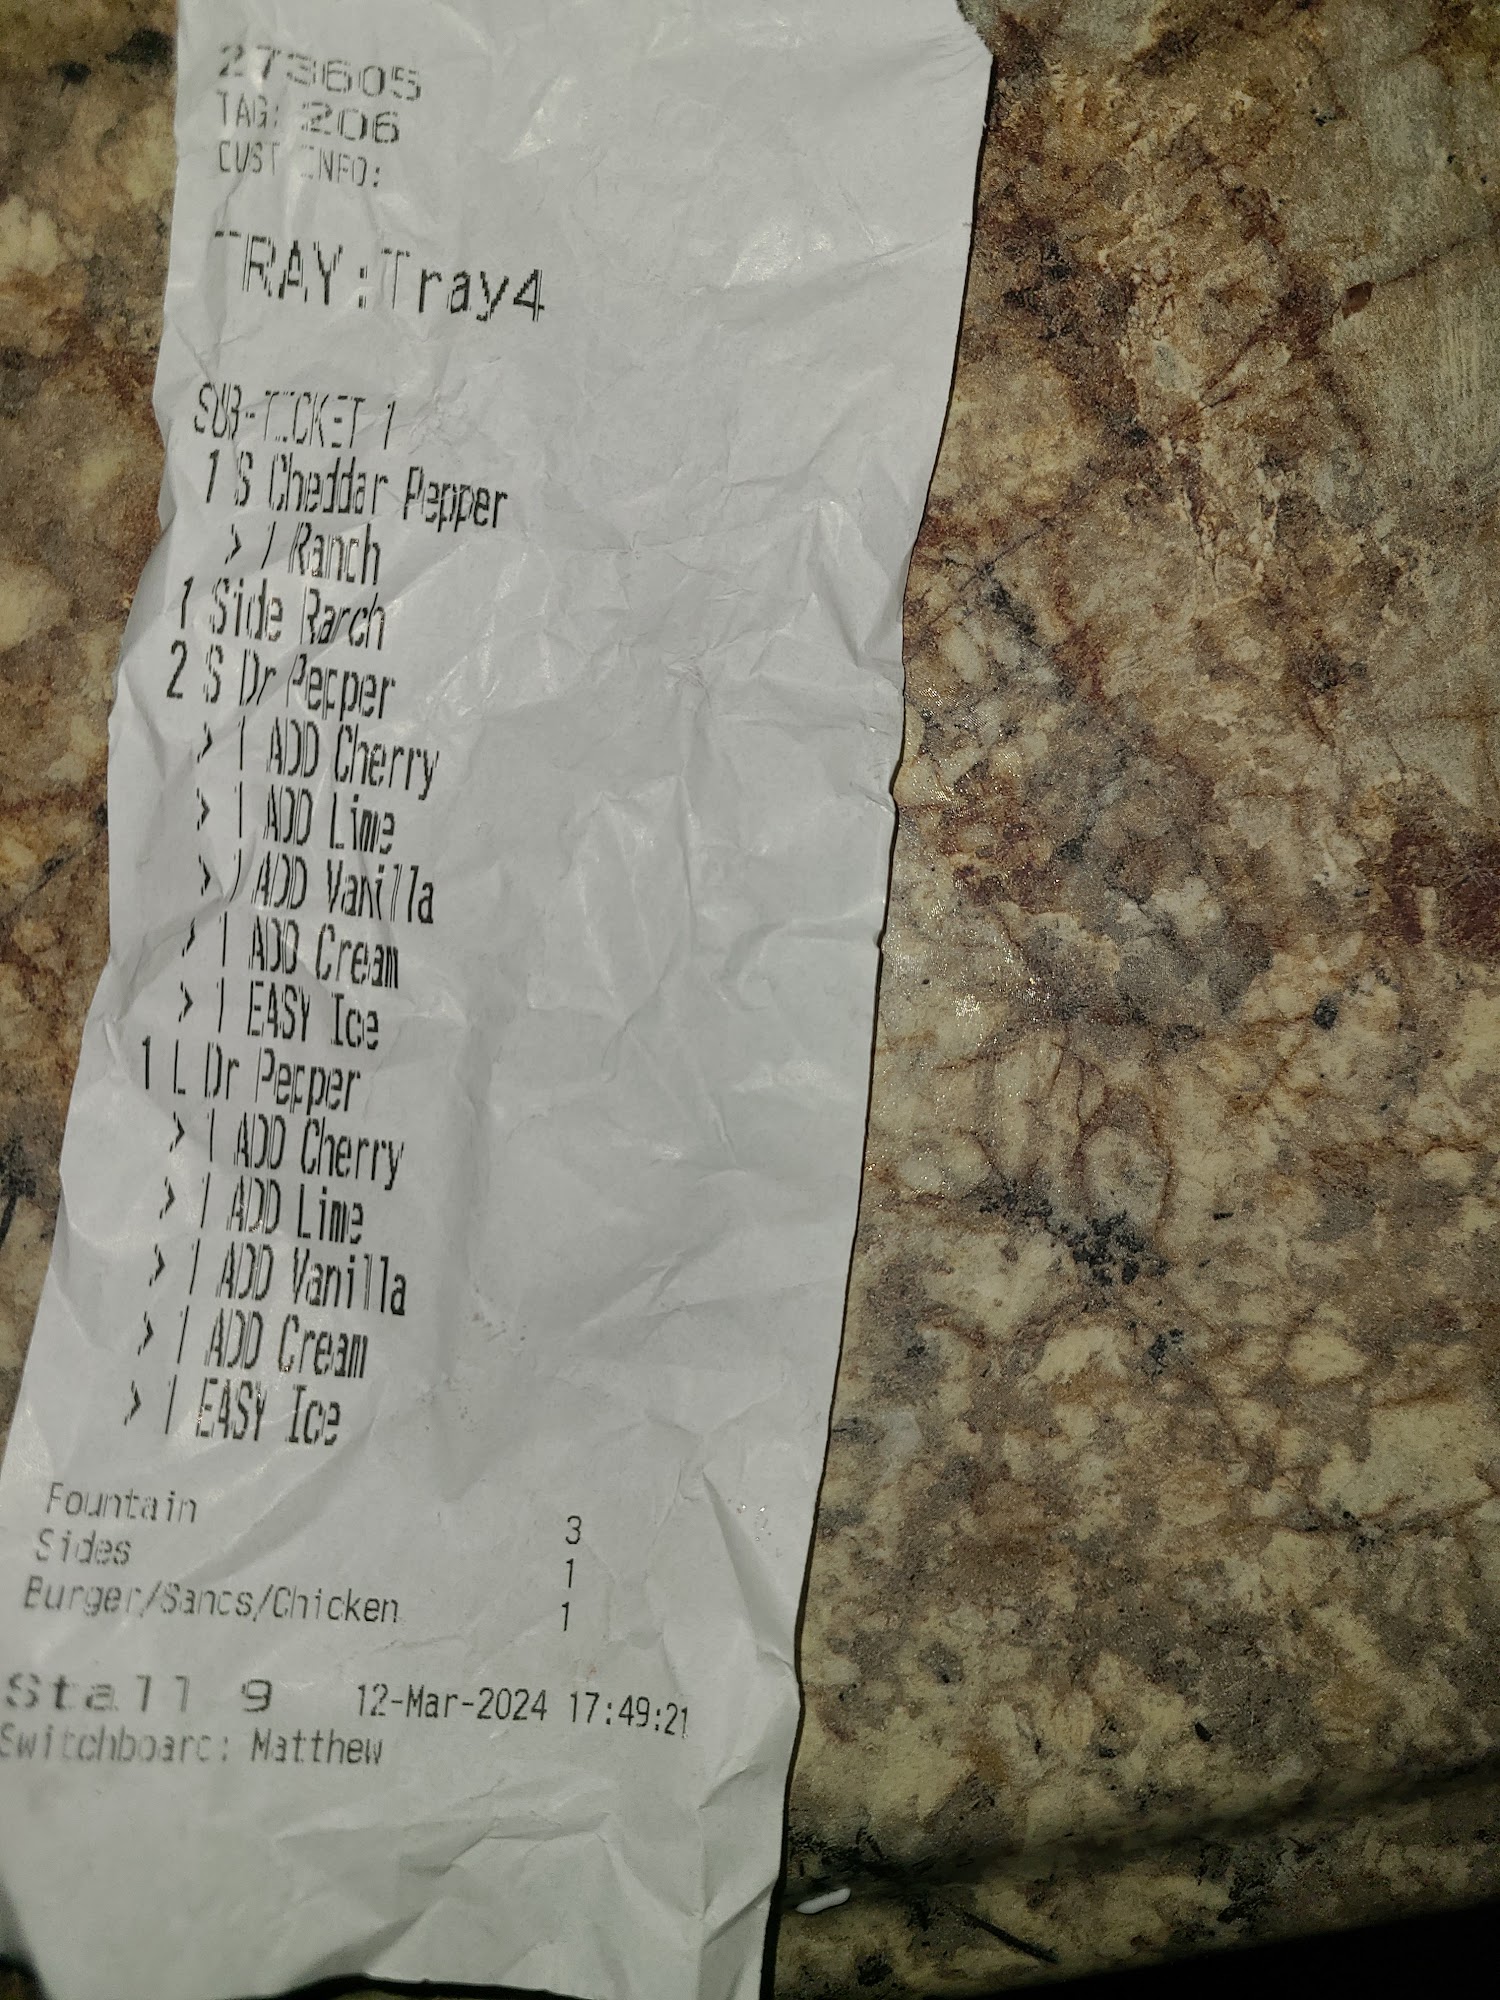 273605
TAG: 206
CUST INFO:
TRAY:Tray4
SUB-TICKET 1
1 S Cheddar Pepper
> 1 Ranch
1 Side Ranch
2 S Dr Pepper
> 1 ADD Cherry
> 1 ADD Lime
> 1 ADD Vanilla
> 1 ADD Cream
> 1 EASY Ice
1 L Dr Pepper
> 1 ADD Cherry
> 1 ADD Lime
> 1 ADD Vanilla
> 1 ADD Cream
> 1 EASY Ice
Fountain 3
Sides 1
Burger/Sands/Chicken 1
Stall 9 12-Mar-2024 17:49:21
Switchboard: Matthew